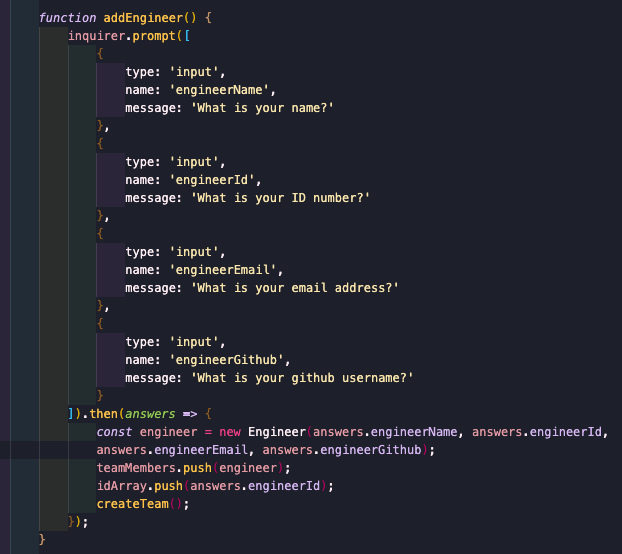 function addEngineer() {
inquirer.prompt([
{
type: 'input',
name: 'engineerName',
message: 'What is your name?'
},
{
type: 'input',
name: 'engineerId',
message: 'What is your ID number?'
},
{
type: 'input',
name: 'engineerEmail',
message: 'What is your email address?'
},
{
type: 'input',
name: 'engineerGithub',
message: 'What is your github username?'
}
]).then(answers => {
const engineer = new Engineer(answers.engineerName, answers.engineerId,
answers.engineerEmail, answers.engineerGithub);
teamMembers.push(engineer);
idArray.push(answers.engineerId);
createTeam();
});
}